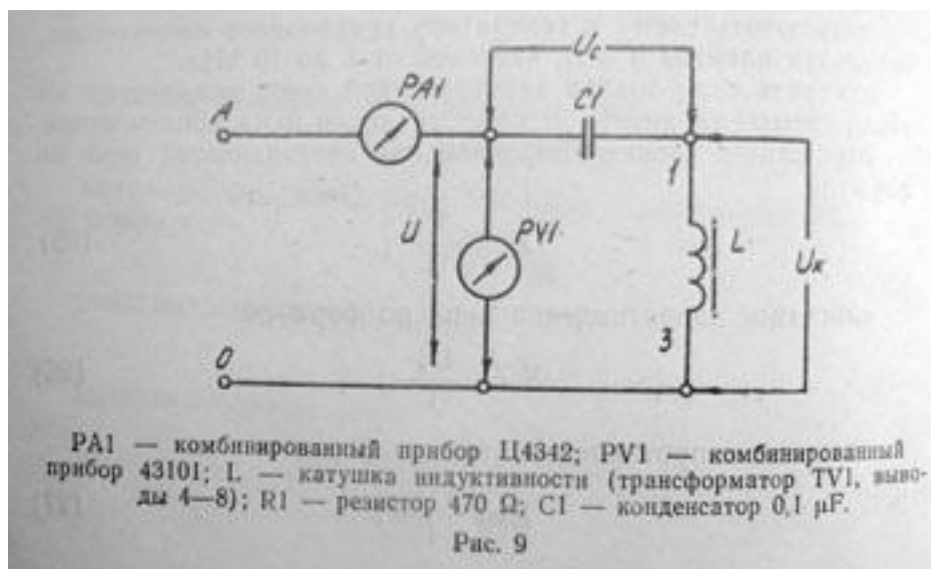 Uc
PA1
C1
A
1
U
PV1
L
Uк
3
0
PA1 — комбинированный прибор Ц4342; PV1 — комбинированный
прибор 43101; L — катушка индуктивности (трансформатор TV1, выво-
ды 4—8); R1 — резистор 470 Ω; C1 — конденсатор 0,1 μF.
Рис. 9